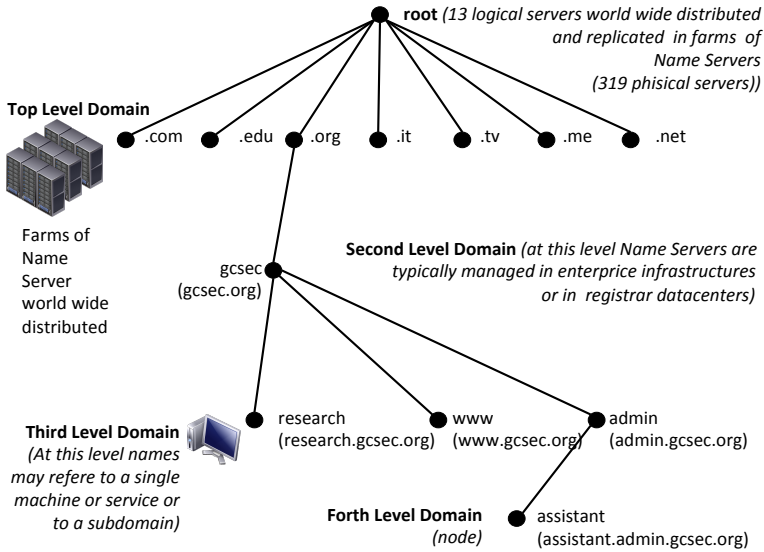 root (13 logical servers world wide distributed
and replicated in farms of
Name Servers
(319 phisical servers))
Top Level Domain
.com
.edu
.org
.it
.tv
.me
.net
Farms of
Name
Server
world wide
distributed
Second Level Domain (at this level Name Servers are
typically managed in enterprice infrastructures
or in registrar datacenters)
gcsec
(gcsec.org)
Third Level Domain
(At this level names
may refere to a single
machine or service or
to a subdomain)
research
(research.gcsec.org)
www
(www.gcsec.org)
admin
(admin.gcsec.org)
Forth Level Domain
(node)
assistant
(assistant.admin.gcsec.org)